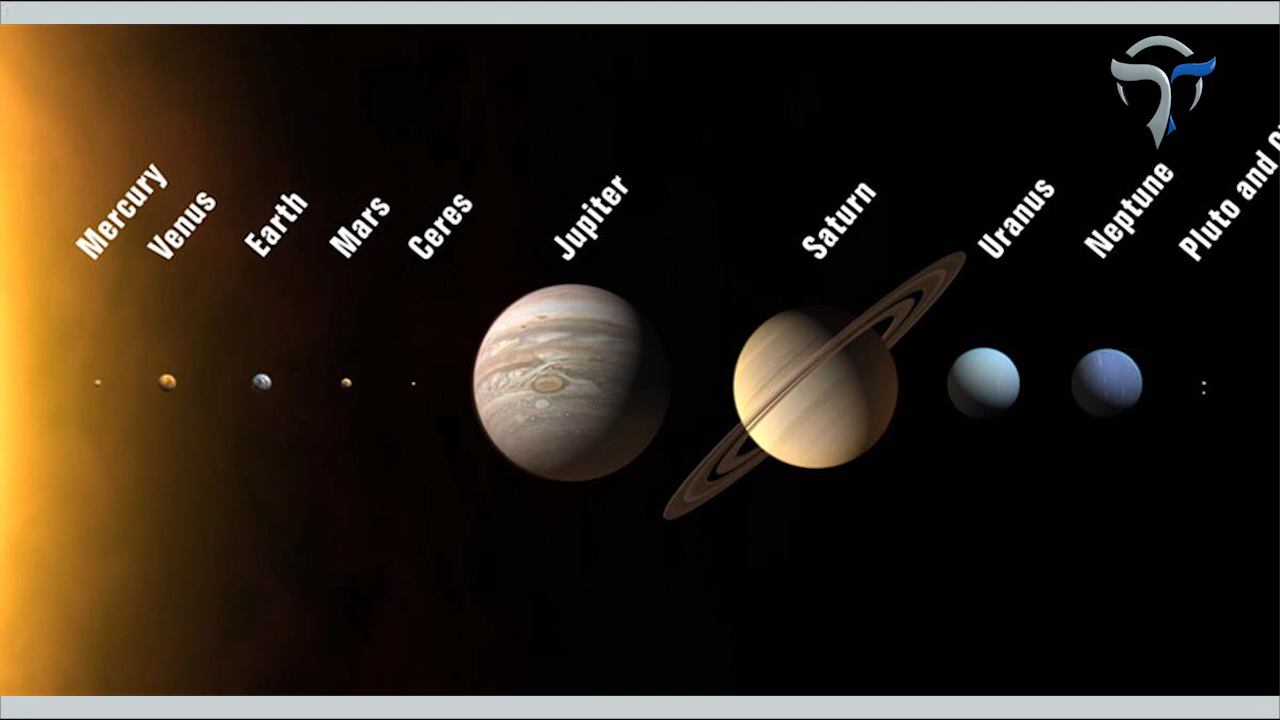 Mercury
Venus
Earth
Mars
Ceres
Jupiter
Saturn
Uranus
Neptune
Pluto and